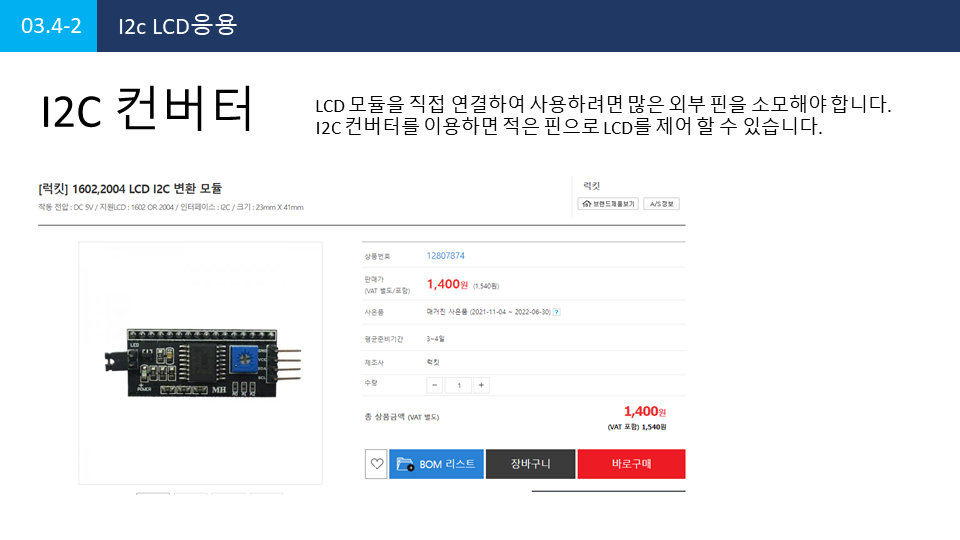 03.4-2
I2c LCD응용
I2C 컨버터
LCD 모듈을 직접 연결하여 사용하려면 많은 외부 핀을 소모해야 합니다.
I2C 컨버터를 이용하면 적은 핀으로 LCD를 제어 할 수 있습니다.
[럭킷] 1602,2004 LCD I2C 변환 모듈
작동 전압 : DC 5V / 지원LCD : 1602 OR 2004 / 인터페이스 : I2C / 크기 : 23mm X 41mm
럭킷
브랜드제품보기
A/S정보
상품번호 12807874
판매가
(VAT 별도/포함)
1,400원 (1,540원)
사은품 매거진 사은품 (2021-11-04 ~ 2022-06-30) ?
평균준비기간 3~4일
제조사 럭킷
수량 - 1 +
총 상품금액 (VAT 별도)
1,400원
(VAT 포함) 1,540원
BOM 리스트
장바구니
바로구매
LED
GND
VCC
SDA
SCL
POWER
MH
A0 A1 A2